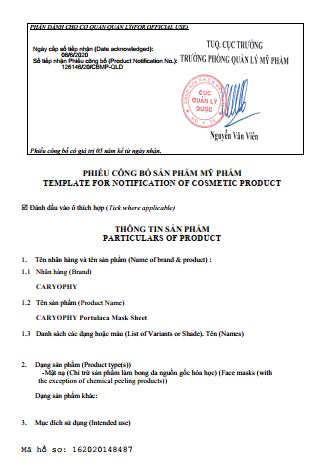 PHẦN DÀNH CHO CƠ QUAN QUẢN LÝ(FOR OFFICIAL USE)
Ngày cấp số tiếp nhận (Date acknowledged):
08/6/2020
Số tiếp nhận Phiếu công bố (Product Notification No.):
126146/20/CBMP-QLD
TUQ. CỤC TRƯỞNG
TRƯỞNG PHÒNG QUẢN LÝ MỸ PHẨM
CỤC
QUẢN LÝ
DƯỢC
Nguyễn Văn Viên
Phiếu công bố có giá trị 05 năm kể từ ngày nhận.
PHIẾU CÔNG BỐ SẢN PHẨM MỸ PHẨM
TEMPLATE FOR NOTIFICATION OF COSMETIC PRODUCT
☑ Đánh dấu vào ô thích hợp (Tick where applicable)
THÔNG TIN SẢN PHẨM
PARTICULARS OF PRODUCT
1. Tên nhãn hàng và tên sản phẩm (Name of brand & product) :
1.1 Nhãn hàng (Brand)
CARYOPHY
1.2 Tên sản phẩm (Product Name)
CARYOPHY Portulaca Mask Sheet
1.3 Danh sách các dạng hoặc màu (List of Variants or Shade). Tên (Names)
2. Dạng sản phẩm (Product type(s))
-Mặt nạ (Chỉ trừ sản phẩm làm bong da nguồn gốc hóa học) (Face masks (with
the exception of chemical peeling products))
Dạng sản phẩm khác:
3. Mục đích sử dụng (Intended use)
Mã hồ sơ: 162020148487